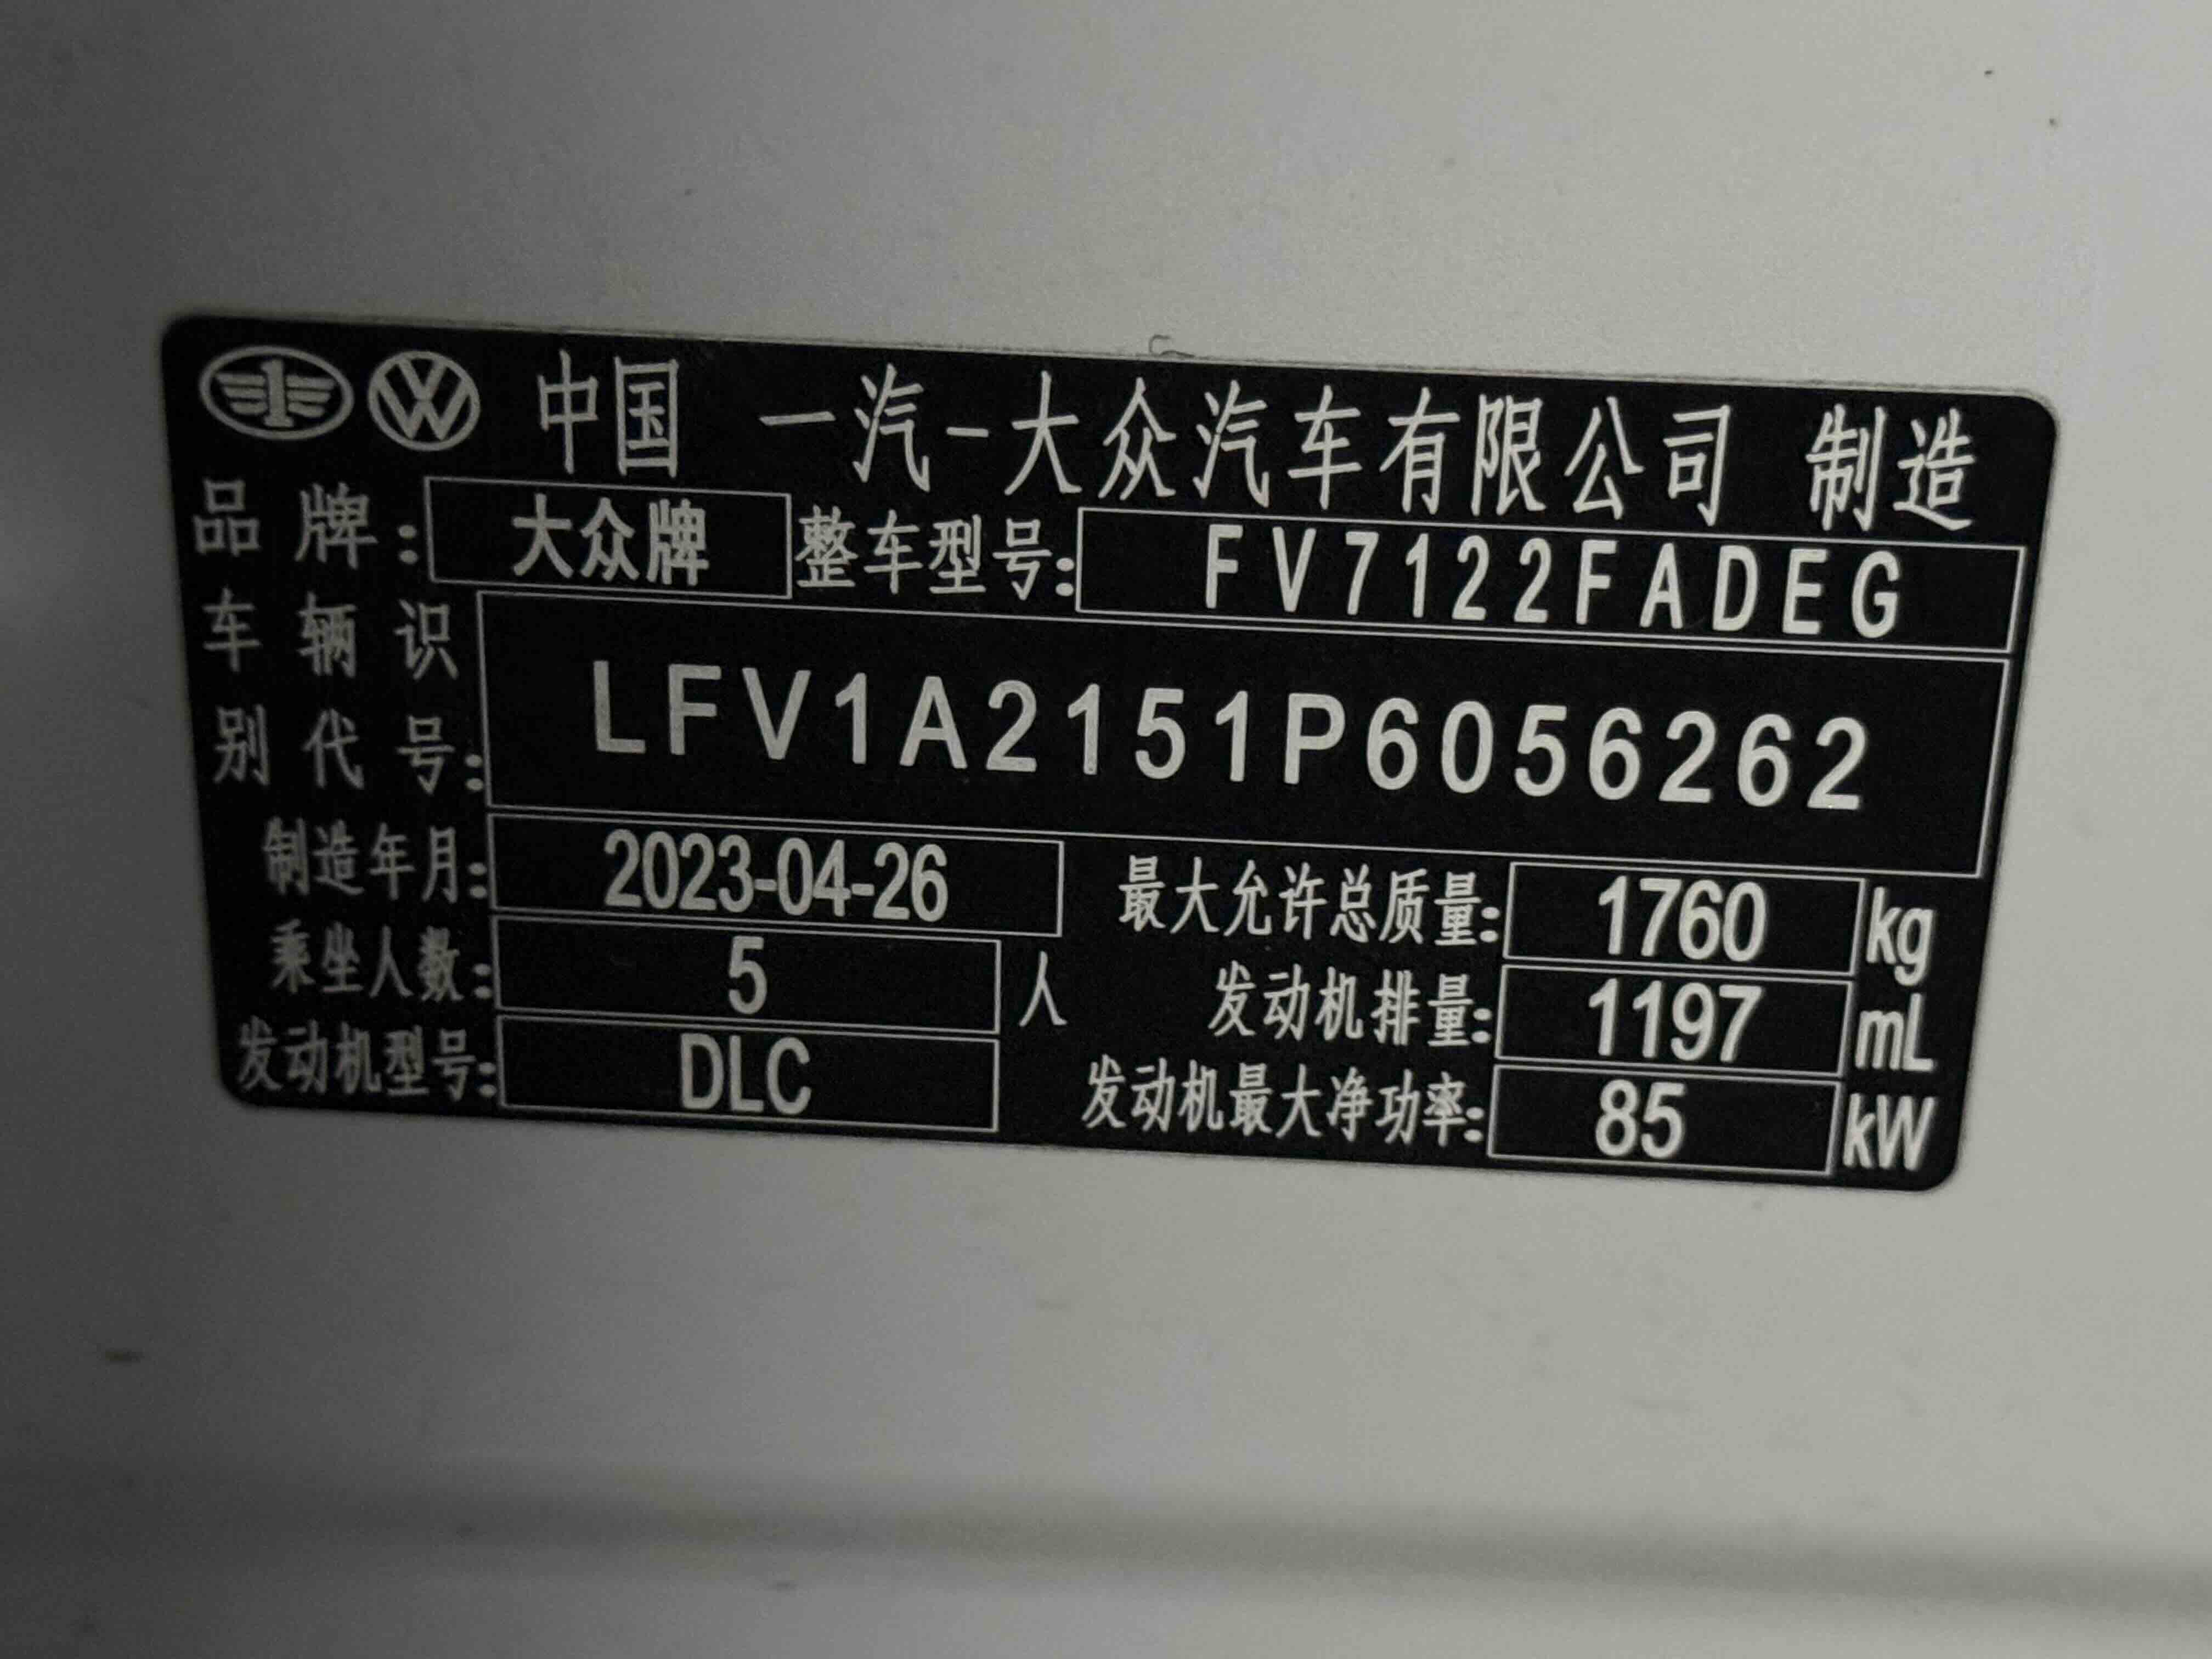 中国 一汽-大众汽车有限公司 制造
品牌: 大众牌 整车型号: FV7122FADEG
车辆识
别代号: LFV1A2151P6056262
制造年月: 2023-04-26 最大允许总质量: 1760 kg
乘坐人数: 5 人 发动机排量: 1197 mL
发动机型号: DLC 发动机最大净功率: 85 kW